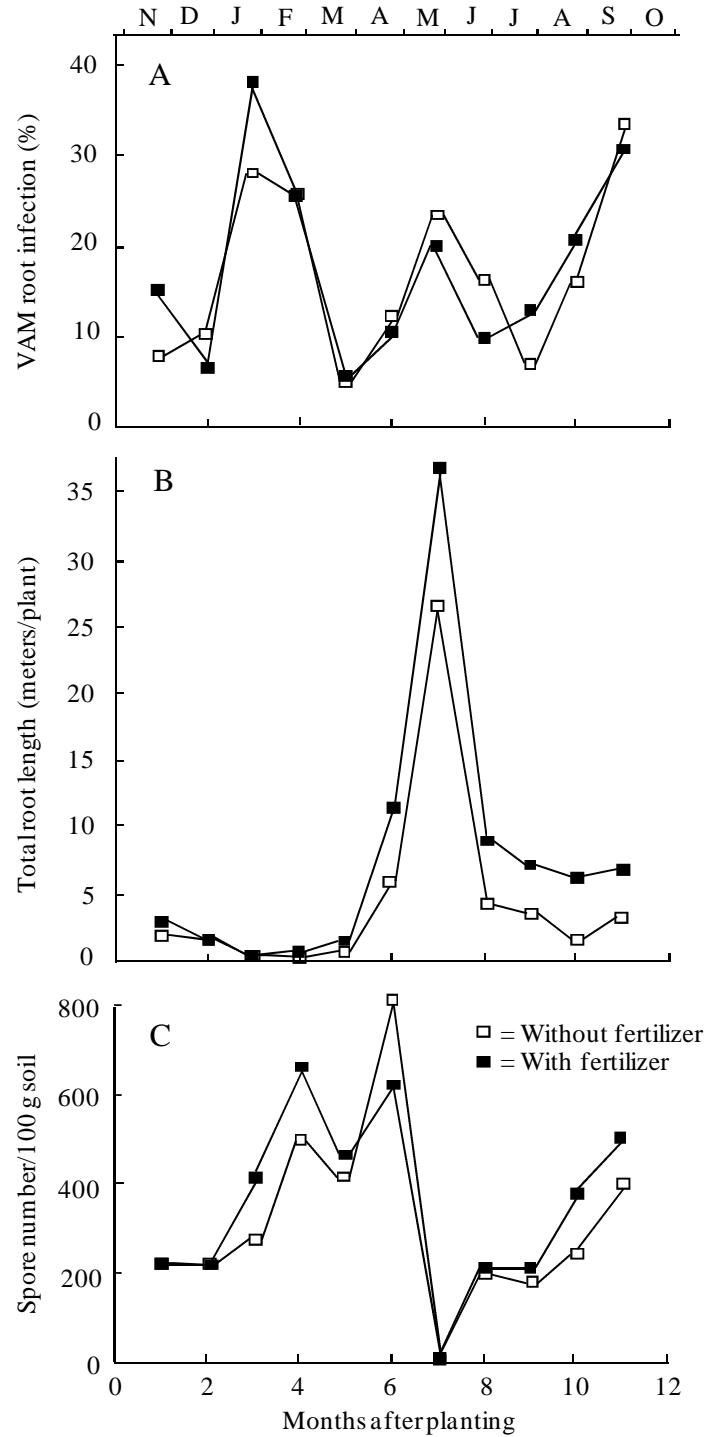 N D J F M A M J J A S O
A
VAM root infection (%)
40
30
20
10
0
B
Total root length (meters/plant)
35
30
25
20
15
10
5
0
C
Spore number/100 g soil
800
600
400
200
0
□ = Without fertilizer
■ = With fertilizer
0 2 4 6 8 10 12
Months after planting